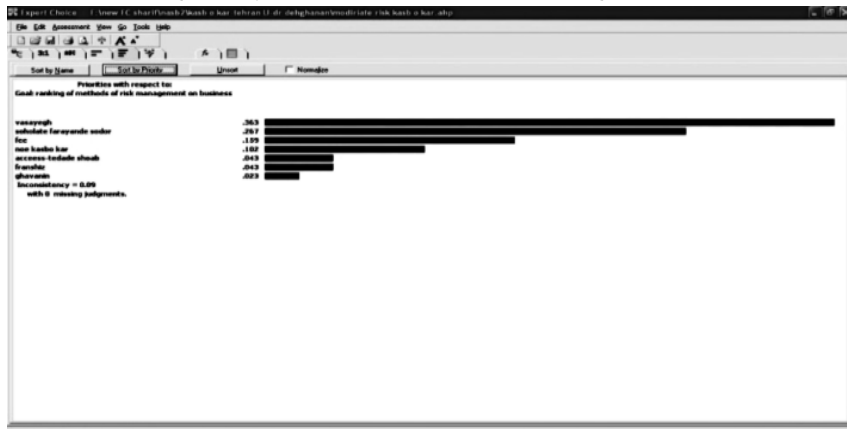 Expert Choice
File Edit Assessment View Go Tools Help
Sort by Name Sort by Priority Unsort Normalize
Priorities with respect to:
Goal: ranking of methods of risk management on business
vasayegh .363
soholate farayande sodor .267
fee .159
noe kasbo kar .102
acceess-tedade shoab .043
franshiz .043
ghavanin .023
Inconsistency = 0.09
with 0 missing judgments.